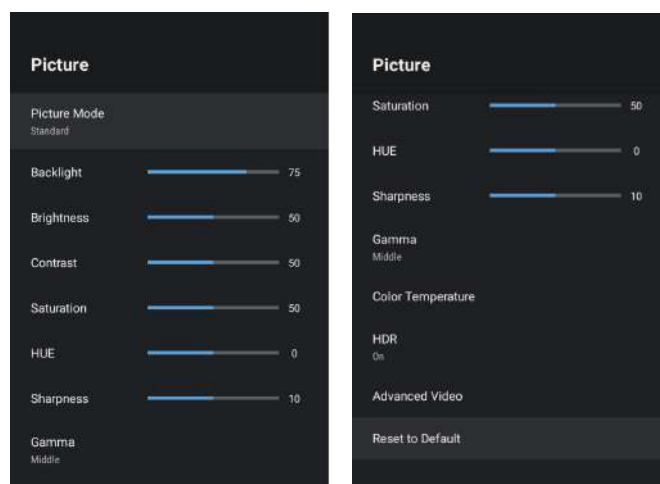 Picture
Picture Mode
Standard
Backlight 75
Brightness 50
Contrast 50
Saturation 50
HUE 0
Sharpness 10
Gamma
Middle
Picture
Saturation 50
HUE 0
Sharpness 10
Gamma
Middle
Color Temperature
HDR
On
Advanced Video
Reset to Default